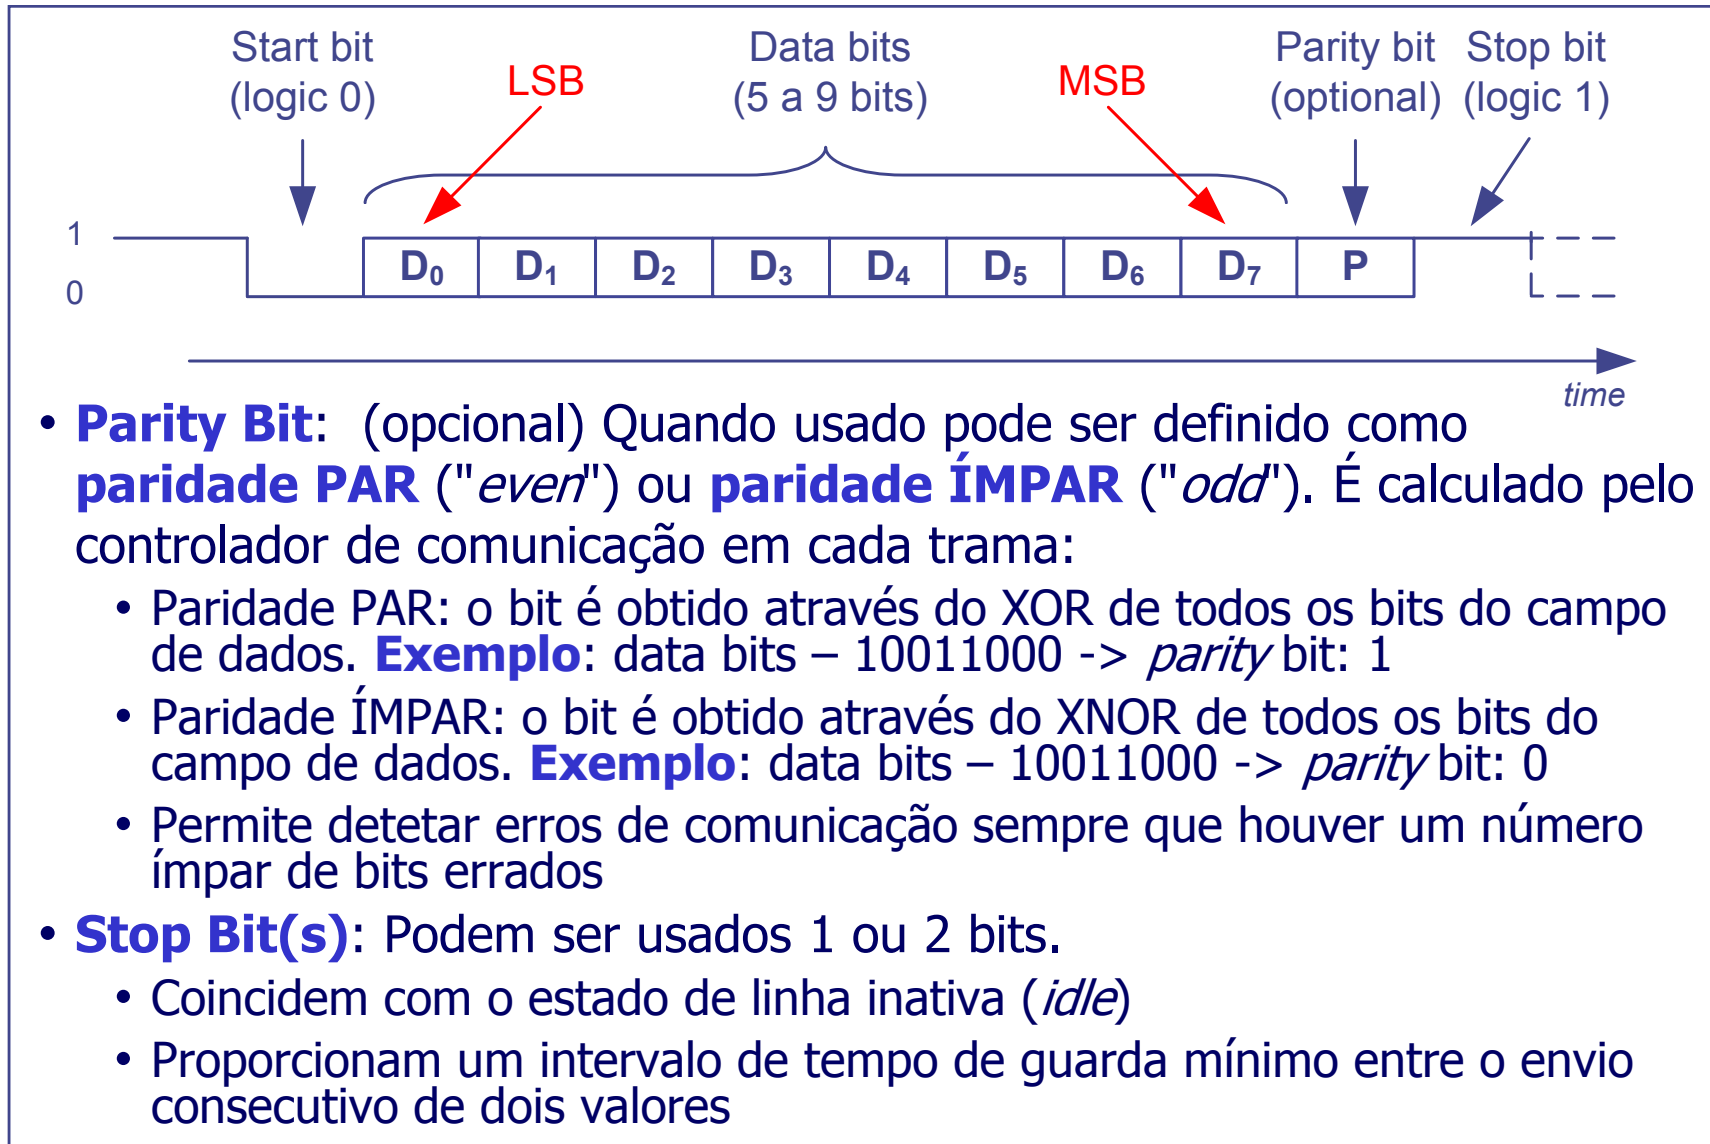 Start bit
(logic 0)
LSB
Data bits
(5 a 9 bits)
MSB
Parity bit
(optional)
Stop bit
(logic 1)
1
0
D₀ D₁ D₂ D₃ D₄ D₅ D₆ D₇ P
time
• Parity Bit: (opcional) Quando usado pode ser definido como
paridade PAR ("even") ou paridade ÍMPAR ("odd"). É calculado pelo
controlador de comunicação em cada trama:
• Paridade PAR: o bit é obtido através do XOR de todos os bits do campo
de dados. Exemplo: data bits – 10011000 -> parity bit: 1
• Paridade ÍMPAR: o bit é obtido através do XNOR de todos os bits do
campo de dados. Exemplo: data bits – 10011000 -> parity bit: 0
• Permite detetar erros de comunicação sempre que houver um número
ímpar de bits errados
• Stop Bit(s): Podem ser usados 1 ou 2 bits.
• Coincidem com o estado de linha inativa (idle)
• Proporcionam um intervalo de tempo de guarda mínimo entre o envio
consecutivo de dois valores